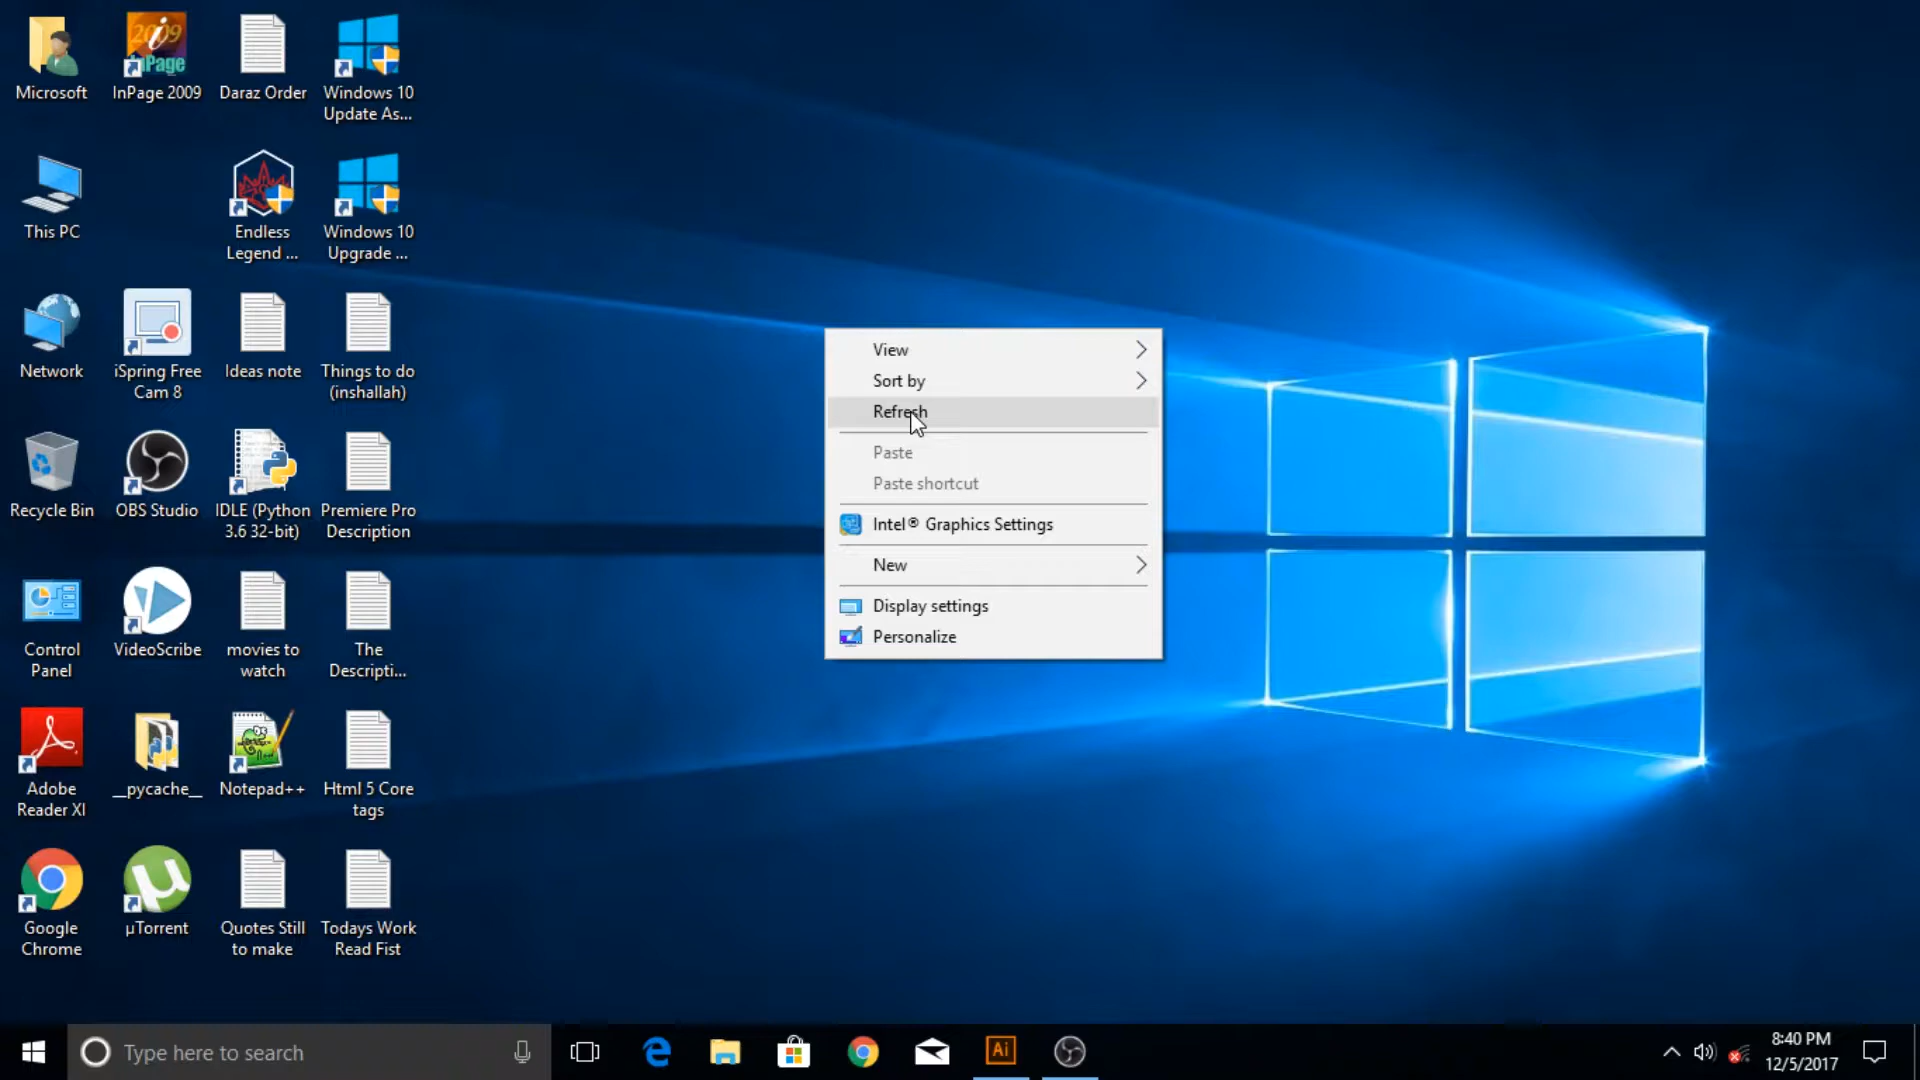 Microsoft
InPage 2009
Daraz Order
Windows 10
Update As...
This PC
Endless
Legend ...
Windows 10
Upgrade ...
Network
iSpring Free
Cam 8
Ideas note
Things to do
(inshallah)
Recycle Bin
OBS Studio
IDLE (Python
3.6 32-bit)
Premiere Pro
Description
Control
Panel
VideoScribe
movies to
watch
The
Descripti...
Adobe
Reader XI
__pycache__
Notepad++
Html 5 Core
tags
Google
Chrome
µTorrent
Quotes Still
to make
Todays Work
Read Fist
View
Sort by
Refresh
Paste
Paste shortcut
Intel® Graphics Settings
New
Display settings
Personalize
Type here to search
Ai
8:40 PM
12/5/2017